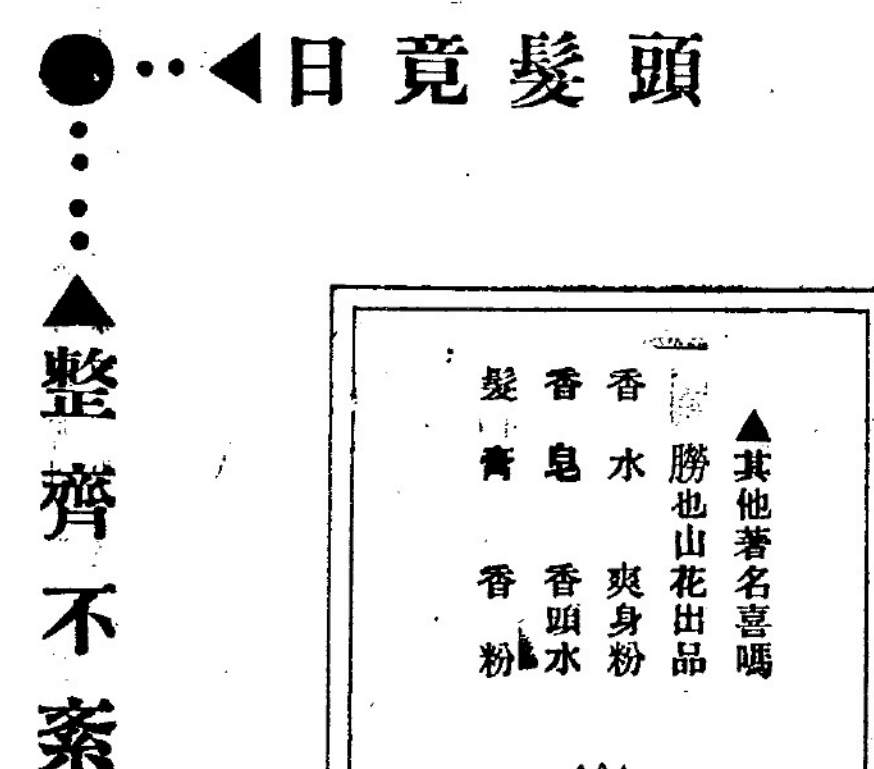 頭髮竟日
整齊不紊
▲其他著名喜嗎
勝也山花出品
香水 爽身粉
香皂 香頭水
髮膏 香粉